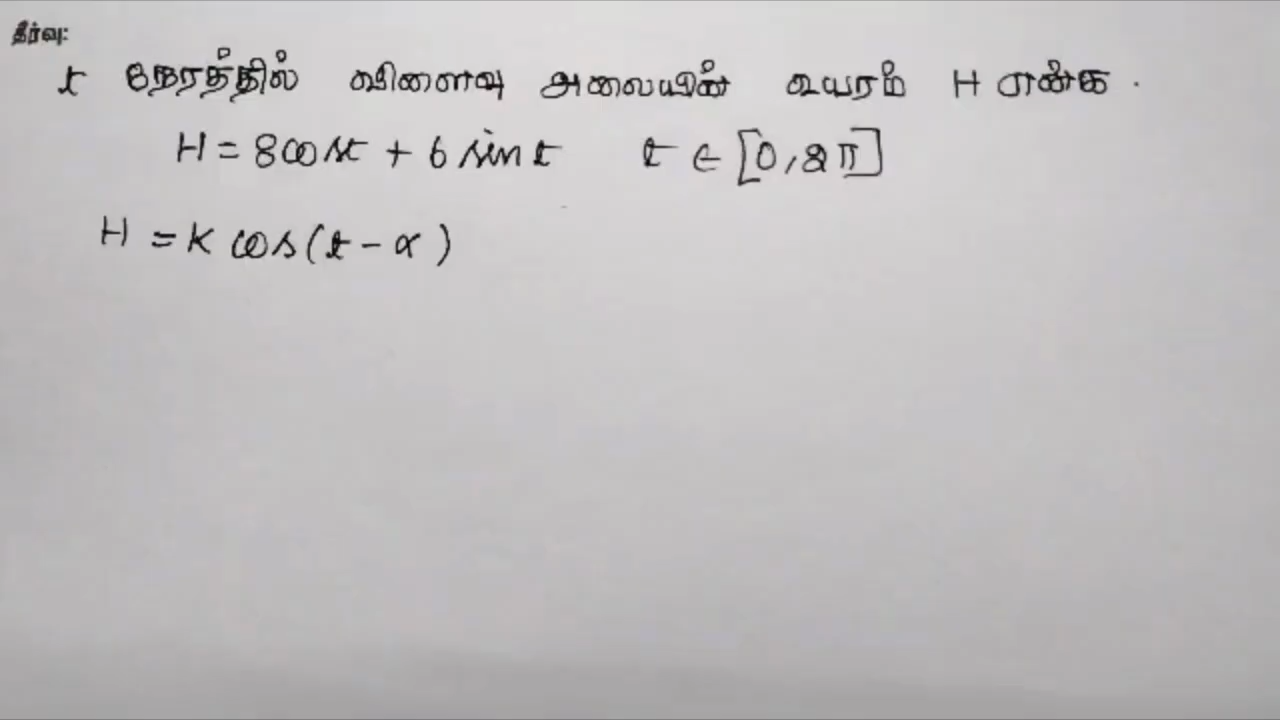 தீர்வு:
t நேரத்தில் விளைவு அலையின் உயரம் H என்க .
H = 8 cos t + 6 sin t t ∈ [0, 2π]
H = K cos (t - α)